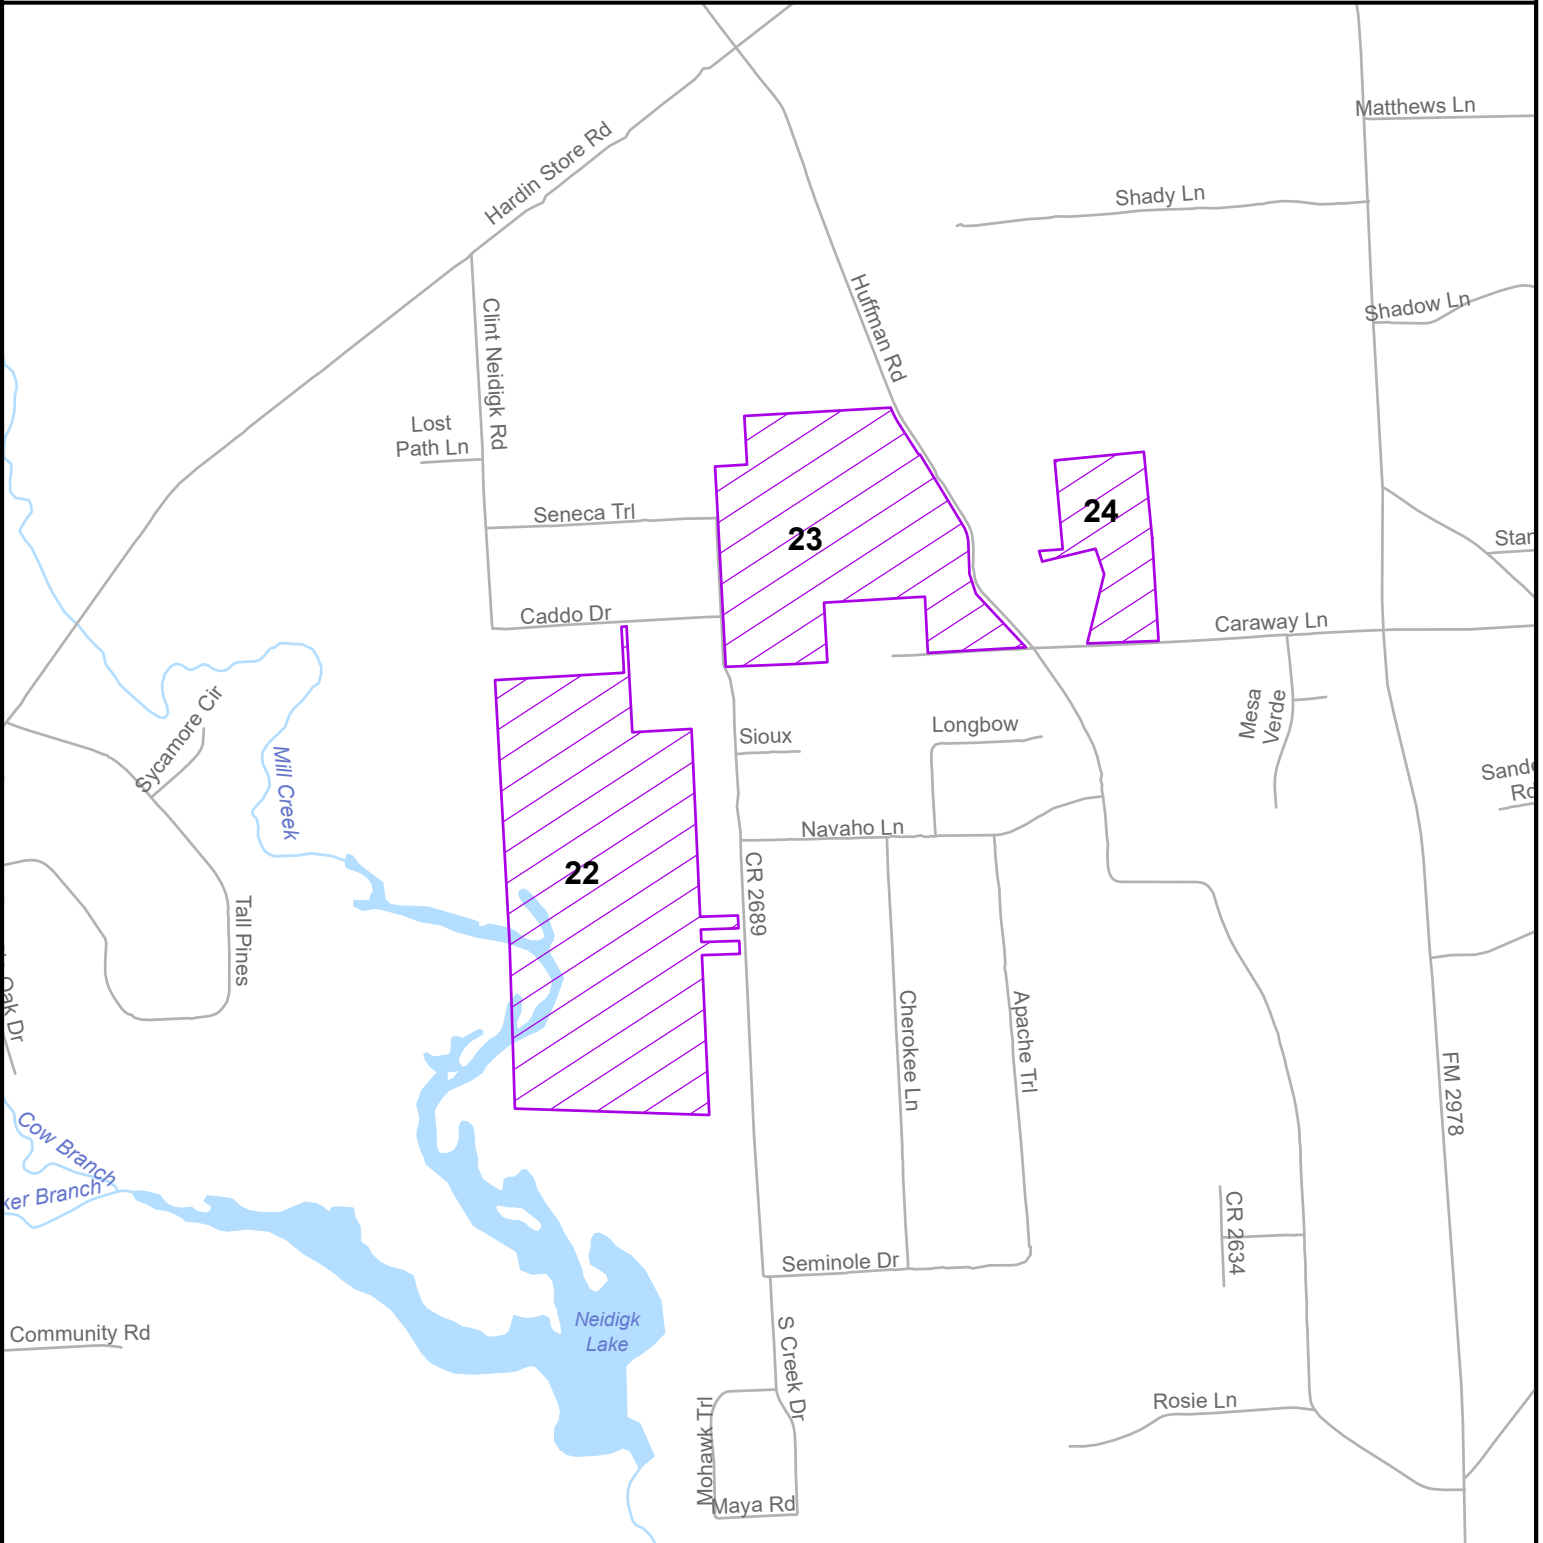 Matthews Ln
Hardin Store Rd
Shady Ln
Huffman Rd
Clint Neidigk Rd
Shadow Ln
Lost
Path Ln
24
Seneca Trl
23
Caddo Dr
Caraway Ln
Sycamore Cir
Mill Creek
Sioux
Longbow
Mesa
Verde
Navaho Ln
22
CR 2689
Tall Pines
Oak Dr
Cherokee Ln
Apache Trl
FM 2978
Cow Branch
Branch
CR 2634
Seminole Dr
Neidigk
Lake
Community Rd
S Creek Dr
Mohawk Trl
Rosie Ln
Maya Rd